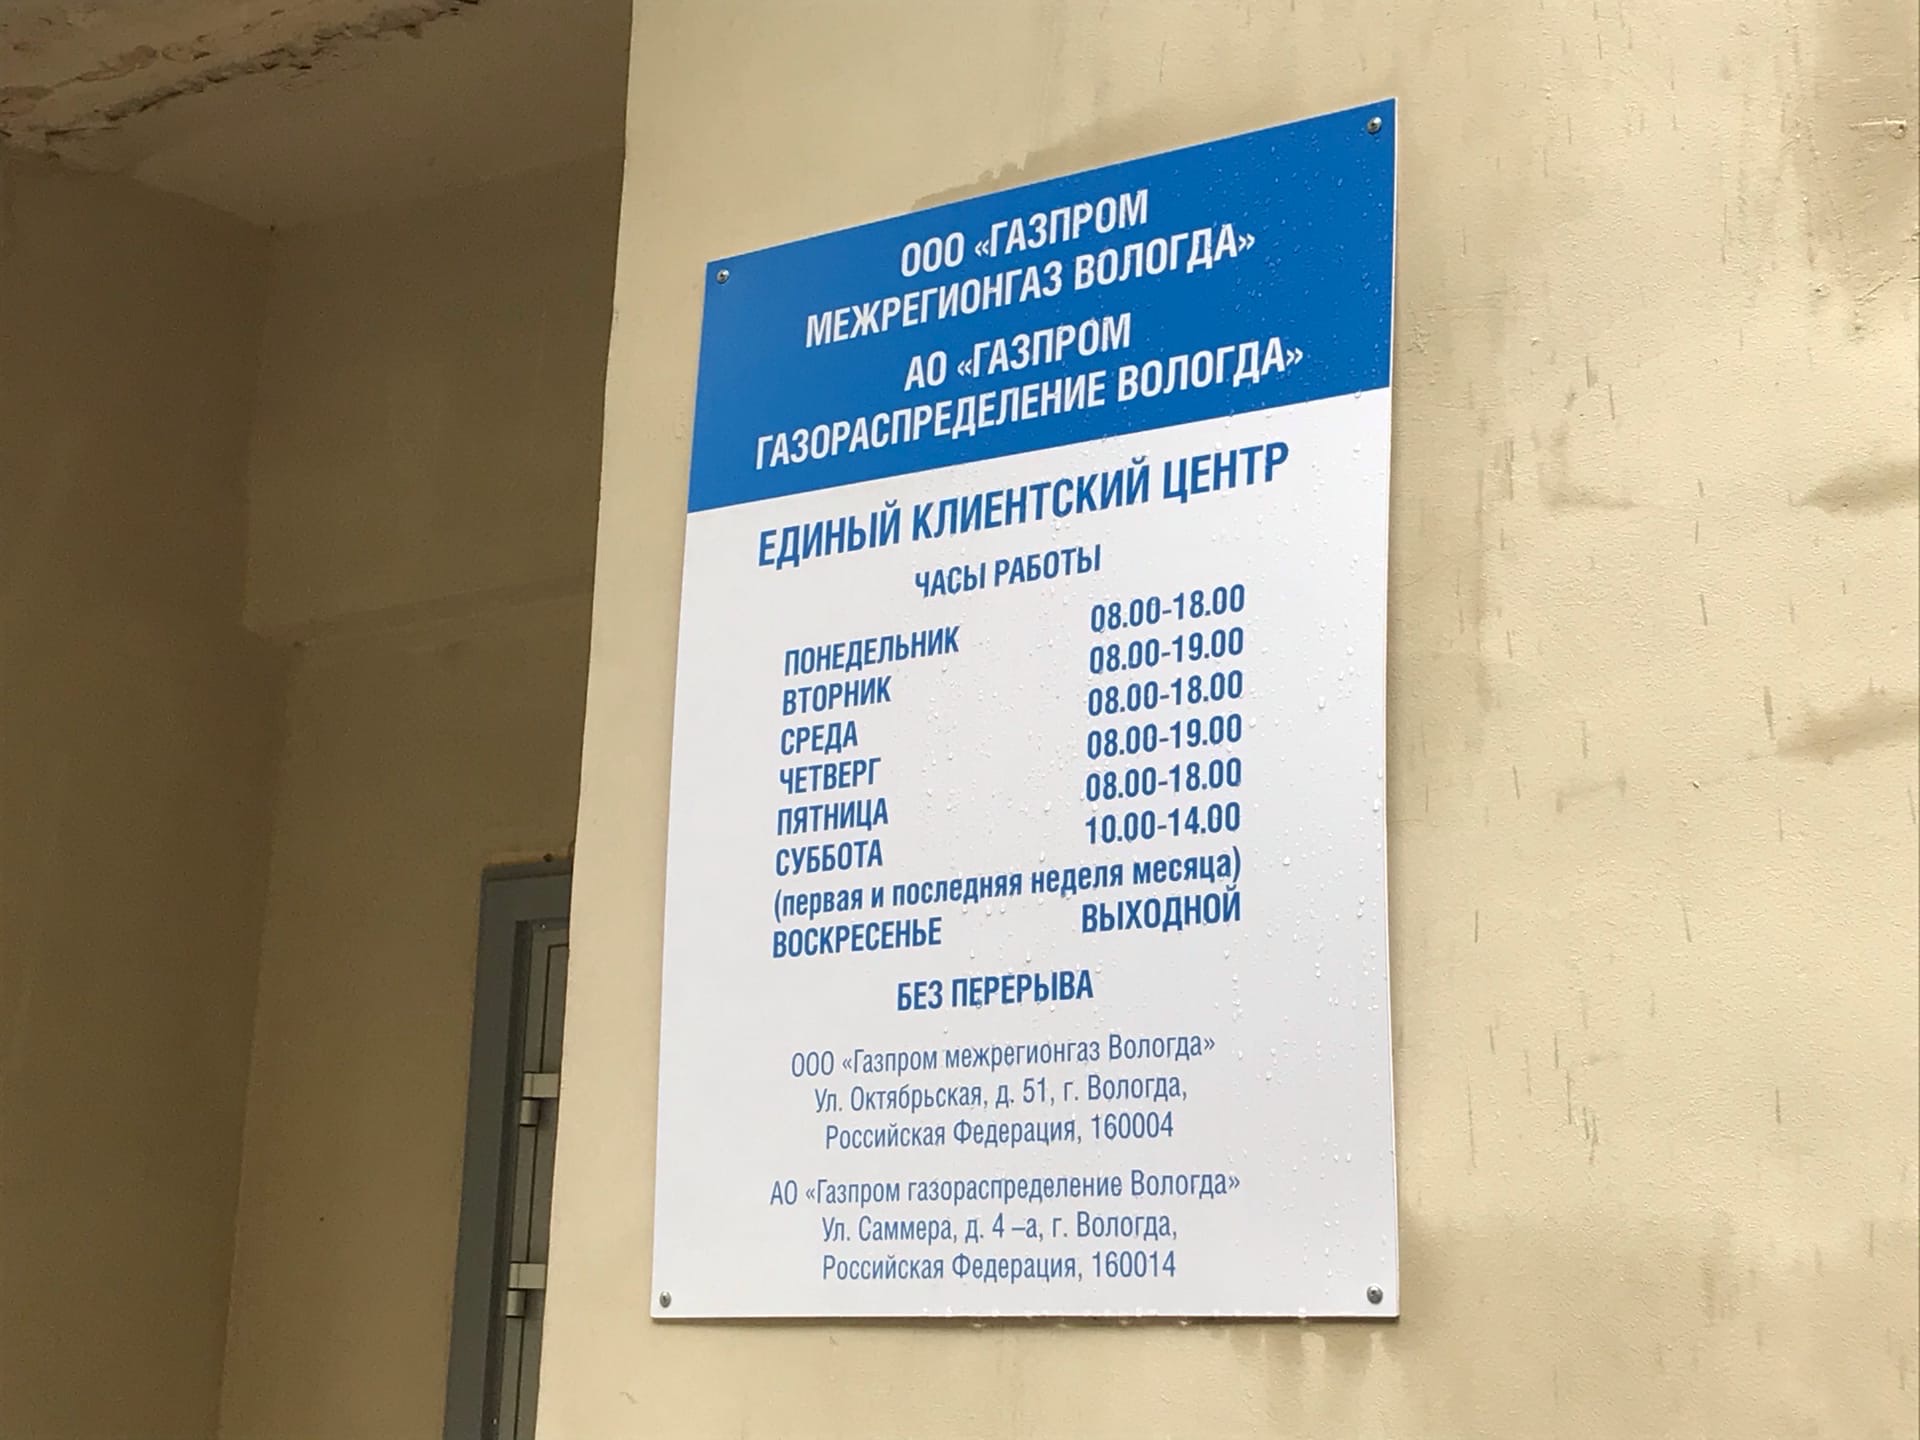 ООО «ГАЗПРОМ
МЕЖРЕГИОНГАЗ ВОЛОГДА»
АО «ГАЗПРОМ
ГАЗОРАСПРЕДЕЛЕНИЕ ВОЛОГДА»
ЕДИНЫЙ КЛИЕНТСКИЙ ЦЕНТР
ЧАСЫ РАБОТЫ
ПОНЕДЕЛЬНИК 08.00-18.00
ВТОРНИК 08.00-19.00
СРЕДА 08.00-18.00
ЧЕТВЕРГ 08.00-19.00
ПЯТНИЦА 08.00-18.00
СУББОТА 10.00-14.00
(первая и последняя неделя месяца)
ВОСКРЕСЕНЬЕ ВЫХОДНОЙ
БЕЗ ПЕРЕРЫВА
ООО «Газпром межрегионгаз Вологда»
Ул. Октябрьская, д. 51, г. Вологда,
Российская Федерация, 160004
АО «Газпром газораспределение Вологда»
Ул. Саммера, д. 4 –а, г. Вологда,
Российская Федерация, 160014